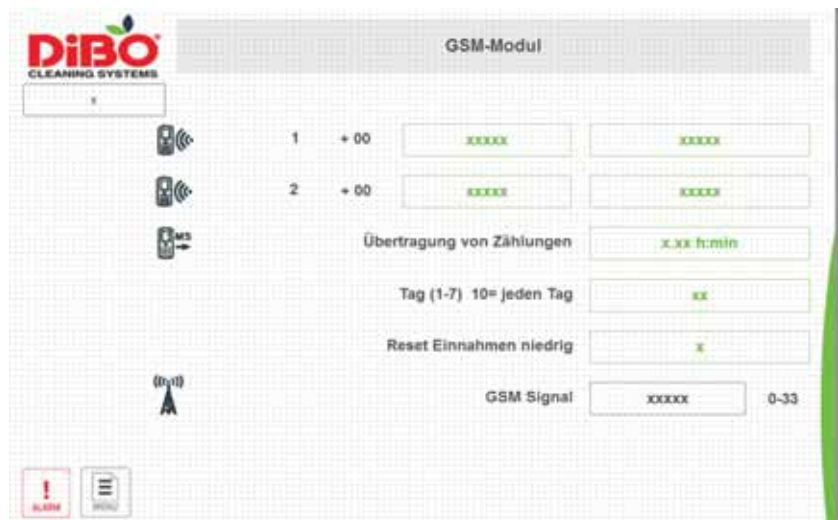 DiBO
CLEANING SYSTEMS
GSM-Modul
x
1 + 00 xxxxx xxxxx
2 + 00 xxxxx xxxxx
MS
Übertragung von Zählungen x.xx h:min
Tag (1-7) 10= jeden Tag xx
Reset Einnahmen niedrig x
GSM Signal xxxxx 0-33
! 
ALARM MENU